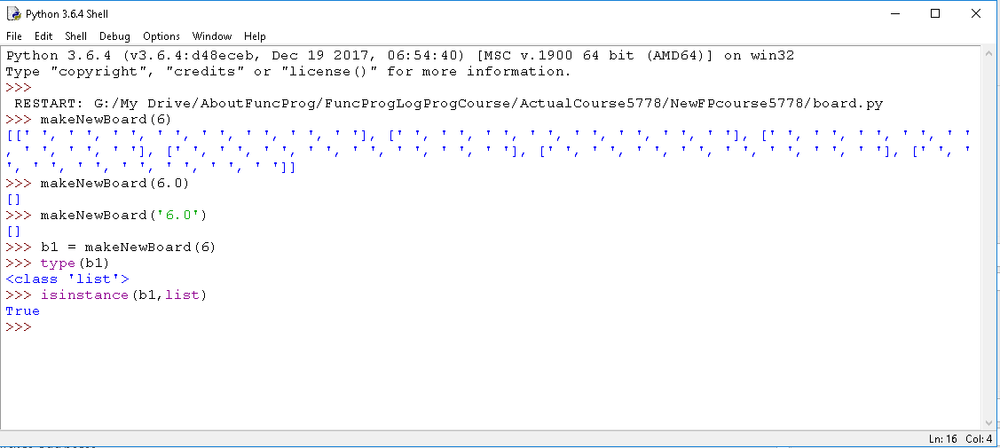 Python 3.6.4 Shell
File Edit Shell Debug Options Window Help
Python 3.6.4 (v3.6.4:d48eceb, Dec 19 2017, 06:54:40) [MSC v.1900 64 bit (AMD64)] on win32
Type "copyright", "credits" or "license()" for more information.
>>>
 RESTART: G:/My Drive/AboutFuncProg/FuncProgLogProgCourse/ActualCourse5778/NewFPcourse5778/board.py
>>> makeNewBoard(6)
[[' ', ' ', ' ', ' ', ' ', ' ', ' ', ' '], [' ', ' ', ' ', ' ', ' ', ' ', ' ', ' '], [' ', ' ', ' ', ' ', ' '
, ' ', ' ', ' '], [' ', ' ', ' ', ' ', ' ', ' ', ' ', ' '], [' ', ' ', ' ', ' ', ' ', ' ', ' ', ' '], [' ', '
 ', ' ', ' ', ' ', ' ', ' ', ' ']]
>>> makeNewBoard(6.0)
[]
>>> makeNewBoard('6.0')
[]
>>> b1 = makeNewBoard(6)
>>> type(b1)
<class 'list'>
>>> isinstance(b1,list)
True
>>>
Ln: 16 Col: 4